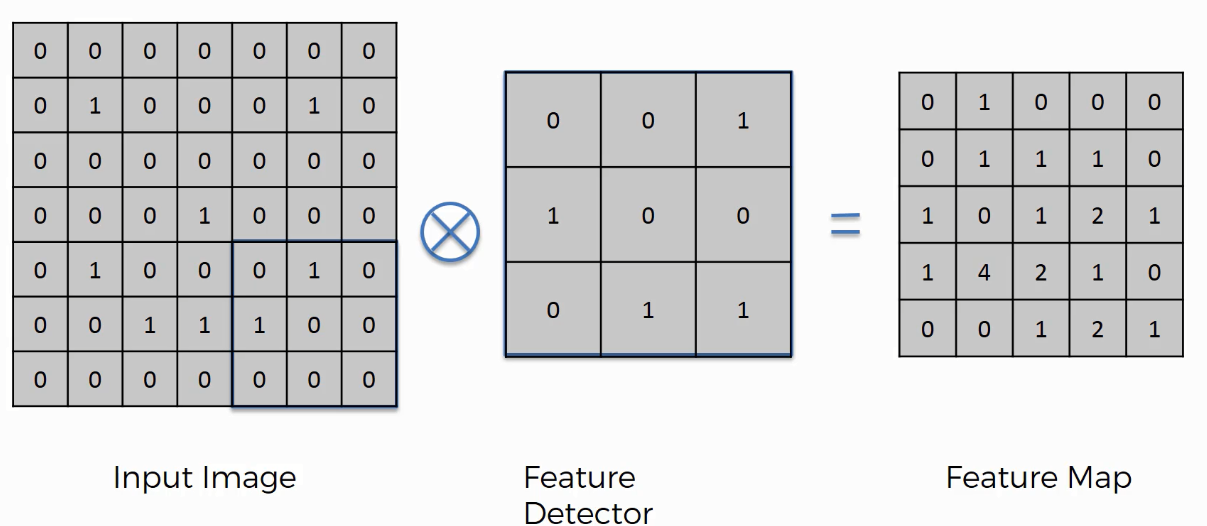 0 0 0 0 0 0 0
0 1 0 0 0 1 0
0 0 0 0 0 0 0
0 0 0 1 0 0 0
0 1 0 0 0 1 0
0 0 1 1 1 0 0
0 0 0 0 0 0 0
Input Image
0 0 1
1 0 0
0 1 1
Feature
Detector
=
0 1 0 0 0
0 1 1 1 0
1 0 1 2 1
1 4 2 1 0
0 0 1 2 1
Feature Map